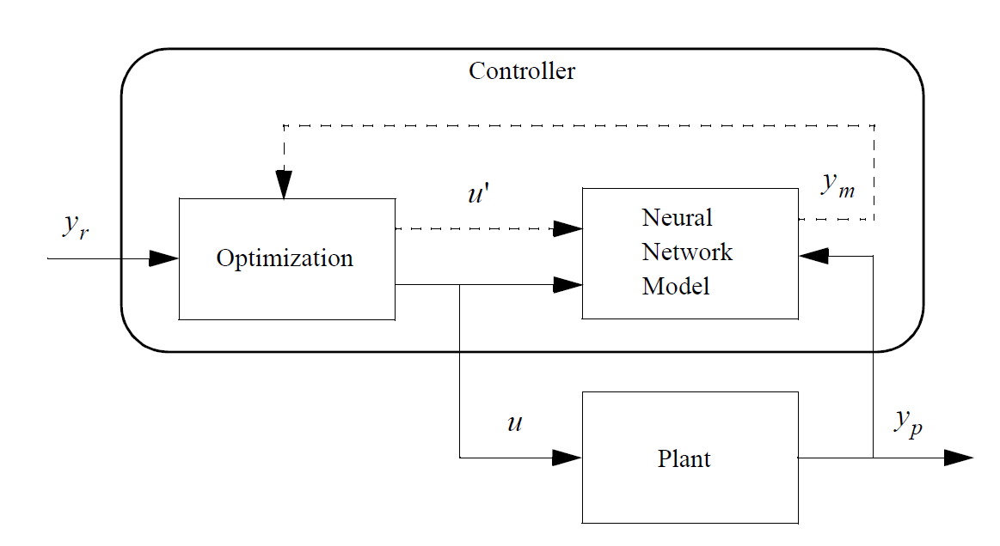 Controller
u'
y_m
y_r
Optimization
Neural
Network
Model
u
y_p
Plant